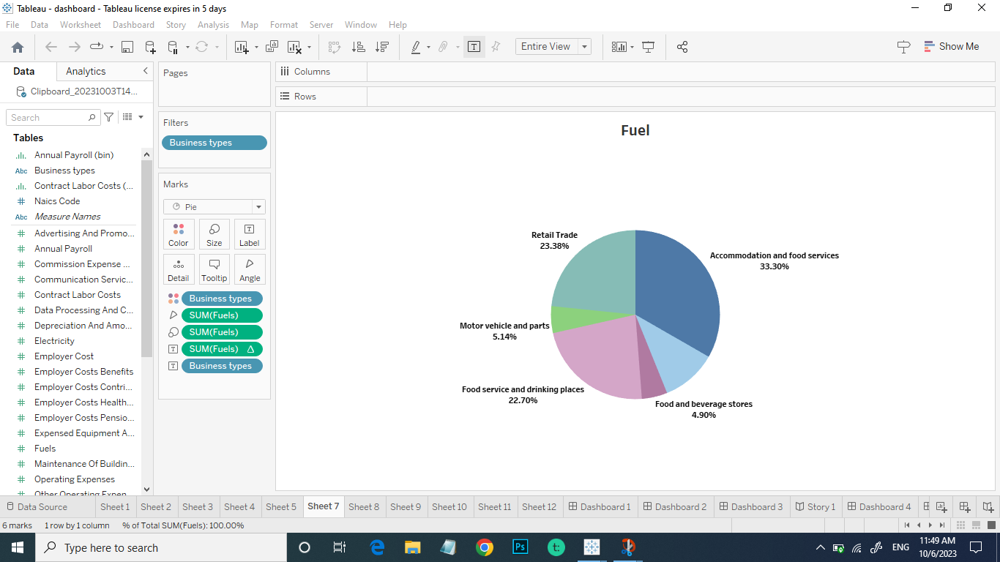 Tableau - dashboard - Tableau license expires in 5 days
File Data Worksheet Dashboard Story Analysis Map Format Server Window Help
Entire View
Show Me
Data Analytics
Clipboard_20231003T14...
Search
Tables
Annual Payroll (bin)
Abc Business types
Contract Labor Costs (...
# Naics Code
Abc Measure Names
# Advertising And Promo...
# Annual Payroll
# Commission Expense ...
# Communication Servic...
# Contract Labor Costs
# Data Processing And C...
# Depreciation And Amo...
# Electricity
# Employer Cost
# Employer Costs Benefits
# Employer Costs Contri...
# Employer Costs Health...
# Employer Costs Pensio...
# Expensed Equipment A...
# Fuels
# Maintenance Of Buildin...
# Operating Expenses
# Other Operating Expen
Pages
Filters
Business types
Marks
Pie
Color Size T Label
Detail Tooltip Angle
Business types
SUM(Fuels)
SUM(Fuels)
T SUM(Fuels) Δ
T Business types
Columns
Rows
Fuel
Retail Trade
23.38%
Accommodation and food services
33.30%
Motor vehicle and parts
5.14%
Food service and drinking places
22.70%
Food and beverage stores
4.90%
Data Source Sheet 1 Sheet 2 Sheet 3 Sheet 4 Sheet 5 Sheet 7 Sheet 8 Sheet 9 Sheet 10 Sheet 11 Sheet 12 Dashboard 1 Dashboard 2 Dashboard 3 Story 1 Dashboard 4
6 marks 1 row by 1 column % of Total SUM(Fuels): 100.00%
Type here to search
Ps
t:
ENG
11:49 AM
10/6/2023